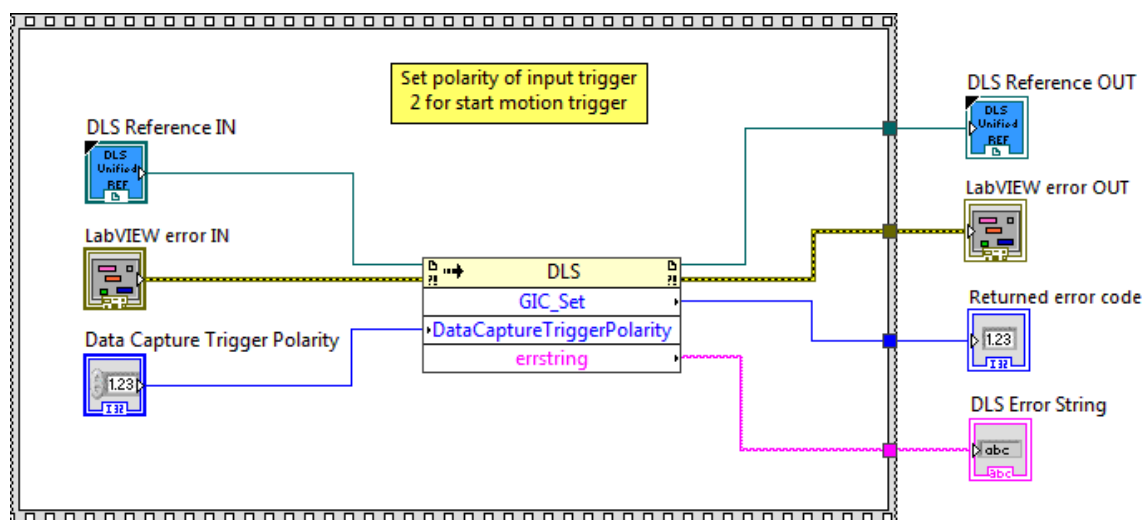 Set polarity of input trigger
2 for start motion trigger
DLS Reference IN
DLS
Unified
REF
LabVIEW error IN
Data Capture Trigger Polarity
1.23
I32
DLS
GIC_Set
DataCaptureTriggerPolarity
errstring
DLS Reference OUT
DLS
Unified
REF
LabVIEW error OUT
Returned error code
1.23
I32
DLS Error String
abc
abc